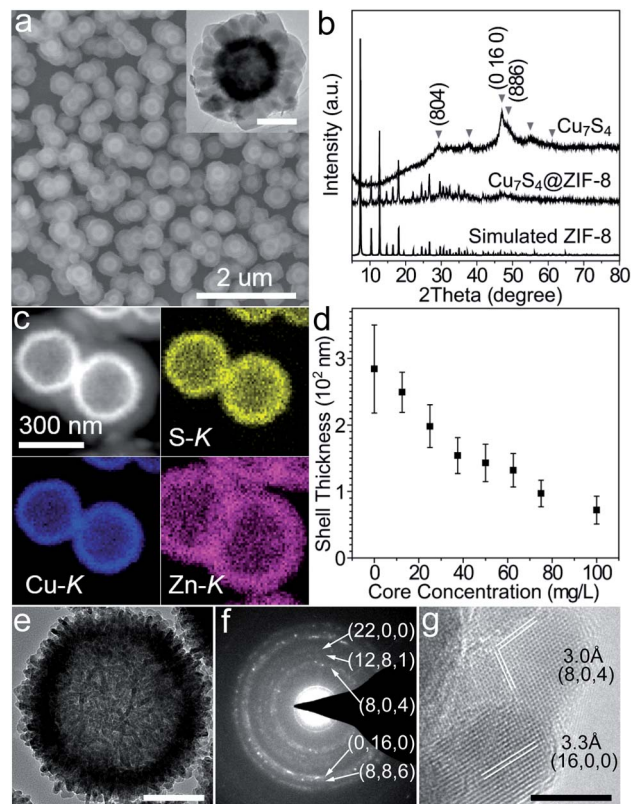 a
2 um
b
Intensity (a.u.)
(804)
(0 16 0)
(886)
Cu₇S₄
Cu₇S₄@ZIF-8
Simulated ZIF-8
10 20 30 40 50 60 70 80
2Theta (degree)
c
300 nm
S-K
Cu-K
Zn-K
d
Shell Thickness (10² nm)
3
2
1
0
0 20 40 60 80 100
Core Concentration (mg/L)
e
f
(22,0,0)
(12,8,1)
(8,0,4)
(0,16,0)
(8,8,6)
g
3.0Å
(8,0,4)
3.3Å
(16,0,0)